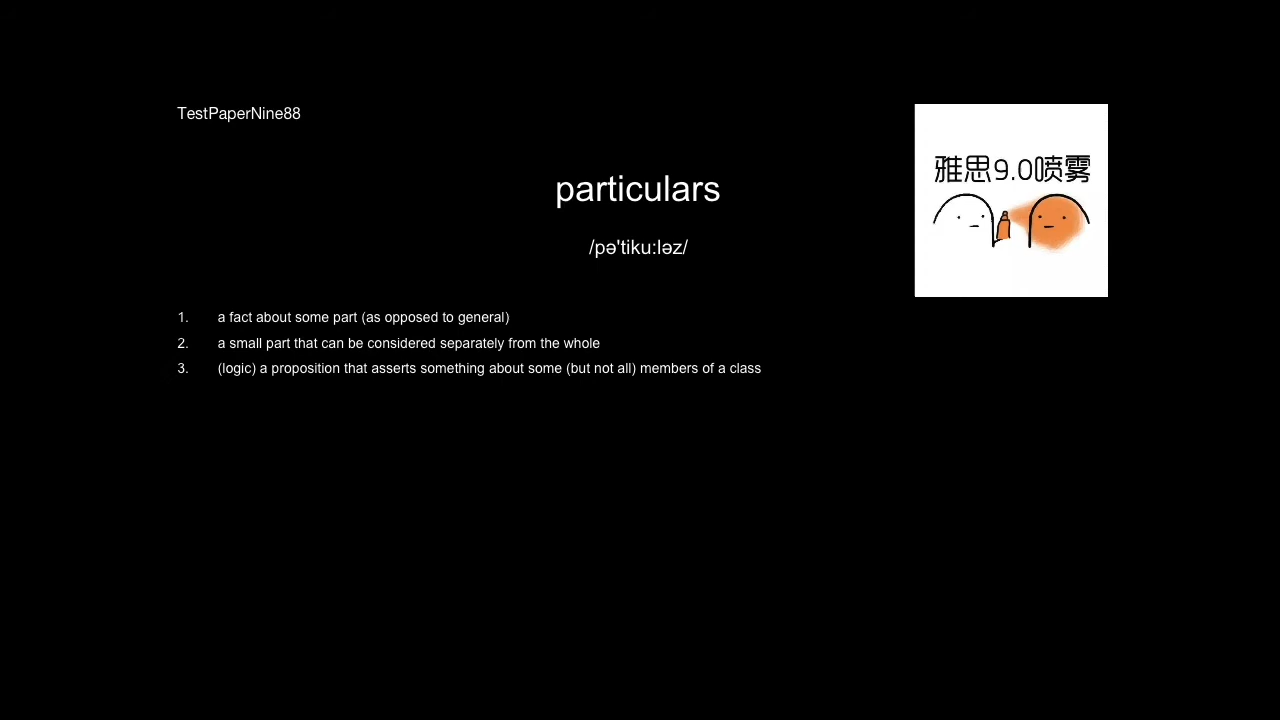 TestPaperNine88
雅思9.0喷雾
particulars
/pə'tiku:ləz/
1. a fact about some part (as opposed to general)
2. a small part that can be considered separately from the whole
3. (logic) a proposition that asserts something about some (but not all) members of a class